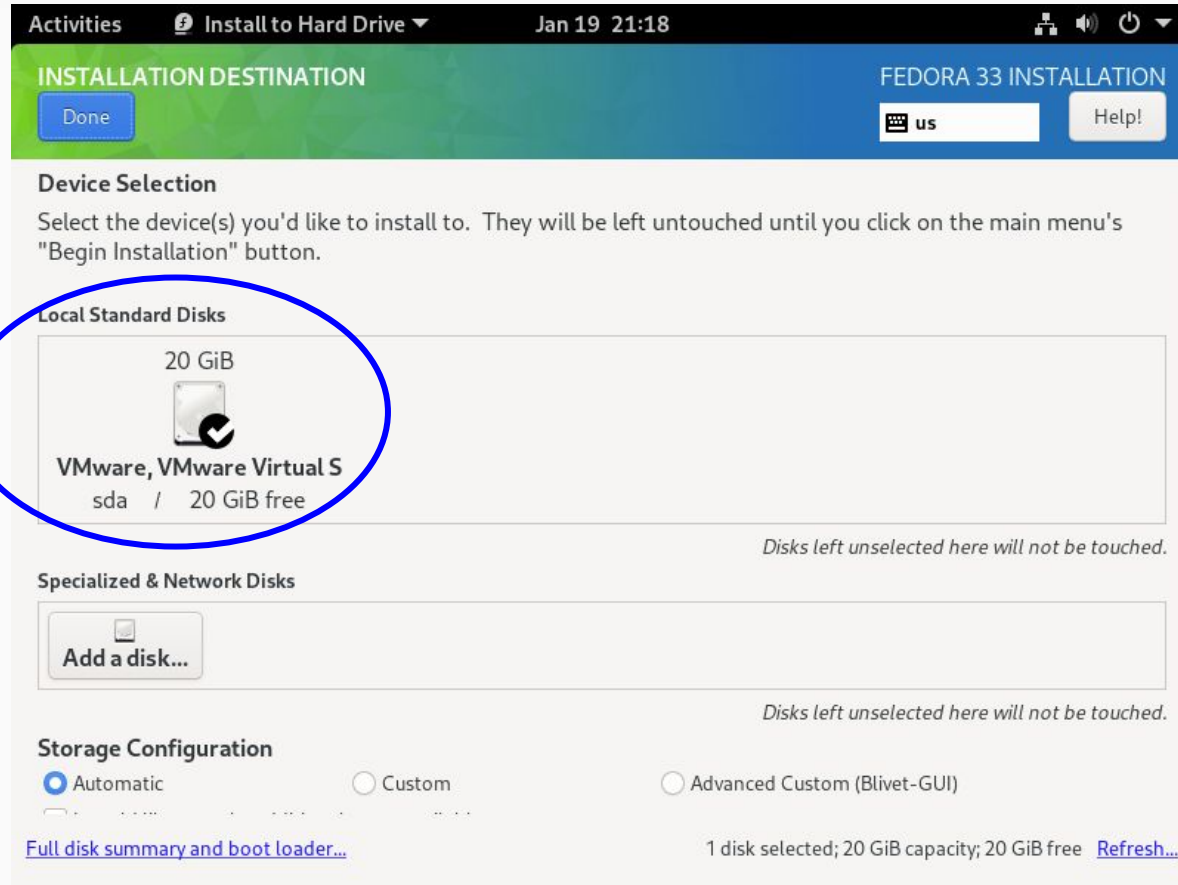 Activities Install to Hard Drive Jan 19 21:18
INSTALLATION DESTINATION FEDORA 33 INSTALLATION
Done us Help!
Device Selection
Select the device(s) you'd like to install to. They will be left untouched until you click on the main menu's
"Begin Installation" button.
Local Standard Disks
20 GiB
VMware, VMware Virtual S
sda / 20 GiB free
Disks left unselected here will not be touched.
Specialized & Network Disks
Add a disk...
Disks left unselected here will not be touched.
Storage Configuration
Automatic Custom Advanced Custom (Blivet-GUI)
Full disk summary and boot loader... 1 disk selected; 20 GiB capacity; 20 GiB free Refresh...